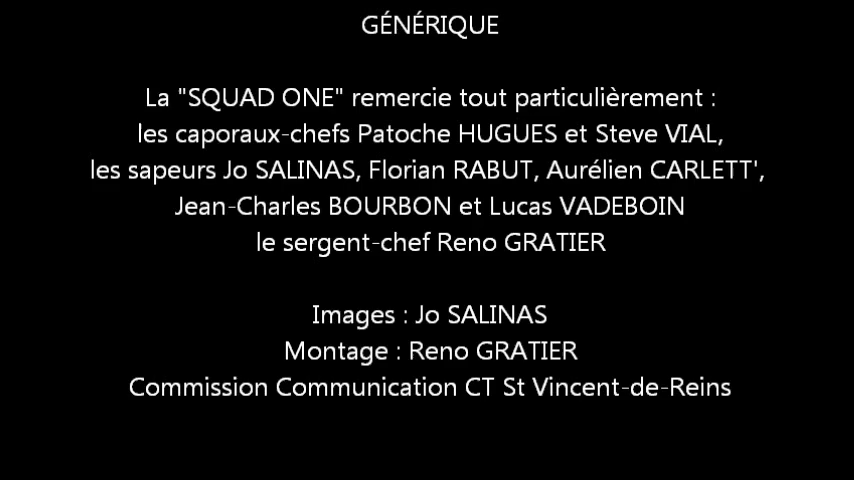 GÉNÉRIQUE
La "SQUAD ONE" remercie tout particulièrement :
les caporaux-chefs Patoche HUGUES et Steve VIAL,
les sapeurs Jo SALINAS, Florian RABUT, Aurélien CARLETT',
Jean-Charles BOURBON et Lucas VADEBOIN
le sergent-chef Reno GRATIER
Images : Jo SALINAS
Montage : Reno GRATIER
Commission Communication CT St Vincent-de-Reins